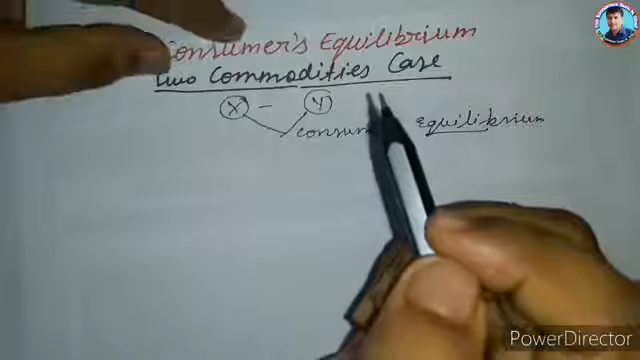 Consumer's Equilibrium
Two Commodities Case
X - Y
consum
equilibrium
PowerDirector